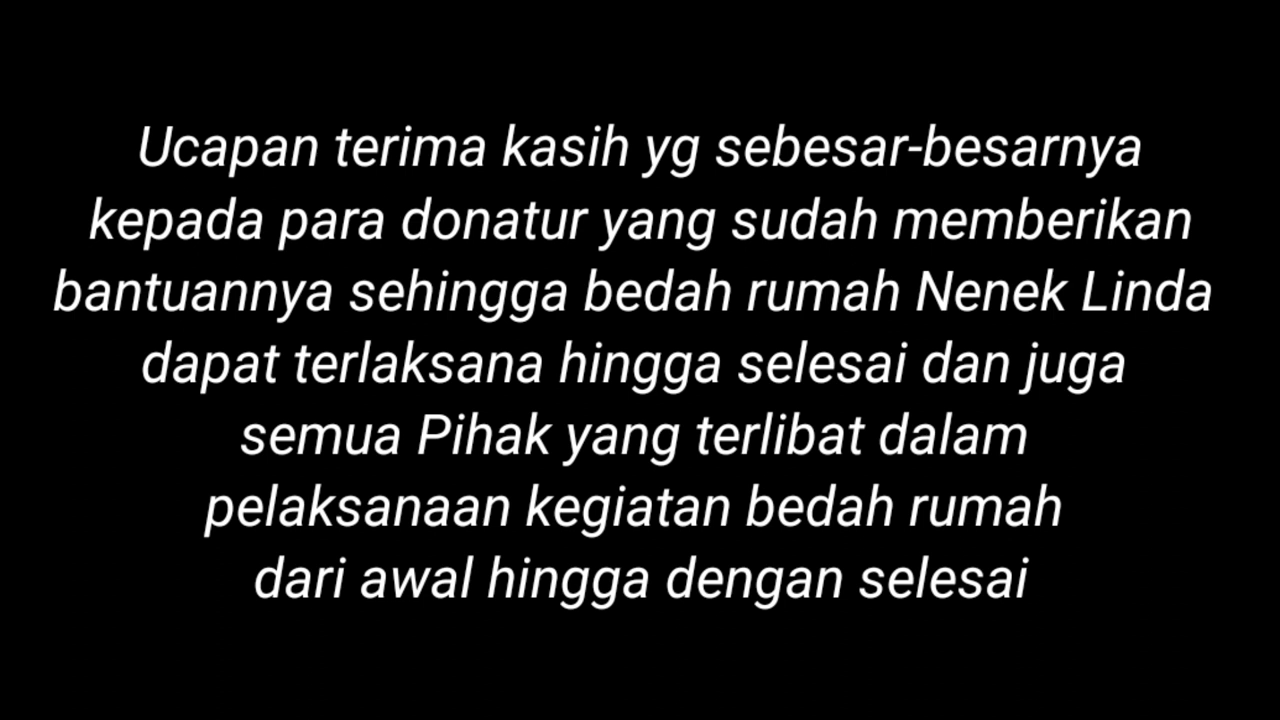 Ucapan terima kasih yg sebesar-besarnya
kepada para donatur yang sudah memberikan
bantuannya sehingga bedah rumah Nenek Linda
dapat terlaksana hingga selesai dan juga
semua Pihak yang terlibat dalam
pelaksanaan kegiatan bedah rumah
dari awal hingga dengan selesai